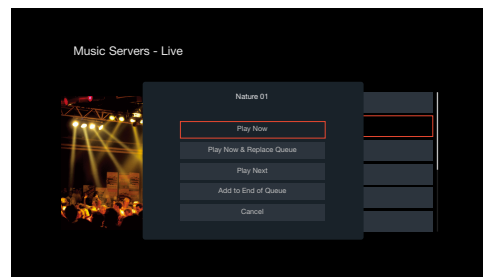 Music Servers - Live
Nature 01
Play Now
Play Now & Replace Queue
Play Next
Add to End of Queue
Cancel